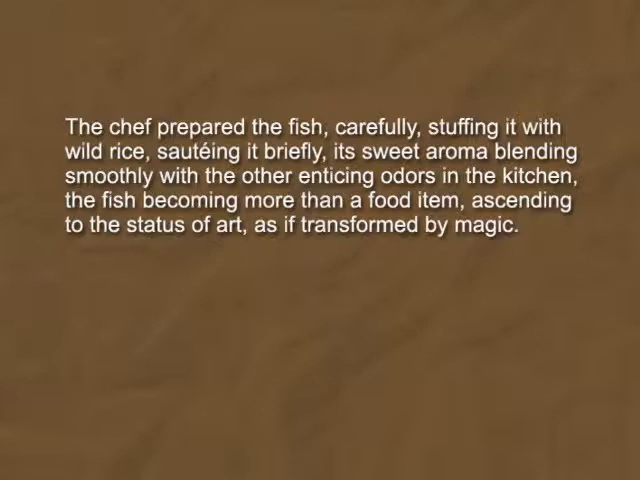 The chef prepared the fish, carefully, stuffing it with
wild rice, sautéing it briefly, its sweet aroma blending
smoothly with the other enticing odors in the kitchen,
the fish becoming more than a food item, ascending
to the status of art, as if transformed by magic.